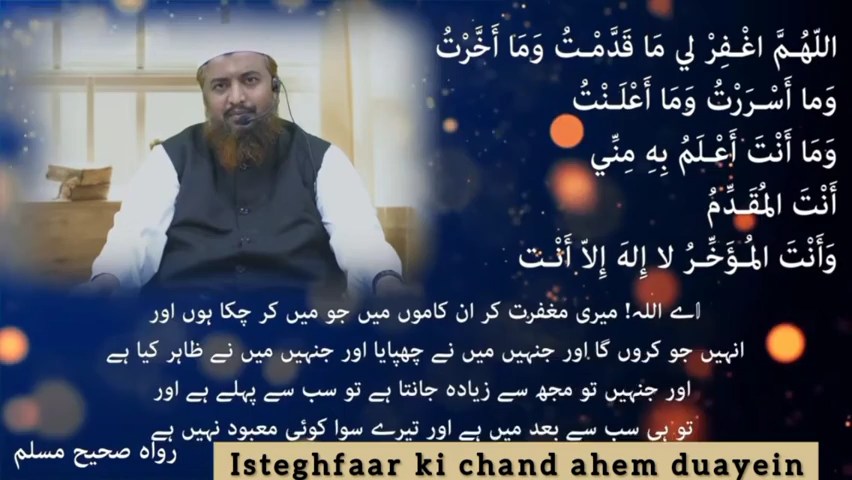 اللّهُمَّ اغْفِرْ لي مَا قَدَّمْتُ وَمَا أَخَّرْتُ
وَما أَسْرَرْتُ وَمَا أَعْلَنْتُ
وَمَا أَنْتَ أَعْلَمُ بِهِ مِنِّي
أَنْتَ المُقَدِّمُ
وَأَنْتَ المُؤَخِّرُ لا إِلهَ إِلاّ أَنْت
اے اللہ! میری مغفرت کر ان کاموں میں جو میں کر چکا ہوں اور
انہیں جو کروں گا اور جنہیں میں نے چھپایا اور جنہیں میں نے ظاہر کیا ہے
اور جنہیں تو مجھ سے زیادہ جانتا ہے تو سب سے پہلے ہے اور
تو ہی سب سے بعد میں ہے اور تیرے سوا کوئی معبود نہیں ہے
رواہ صحیح مسلم
Isteghfaar ki chand ahem duayein